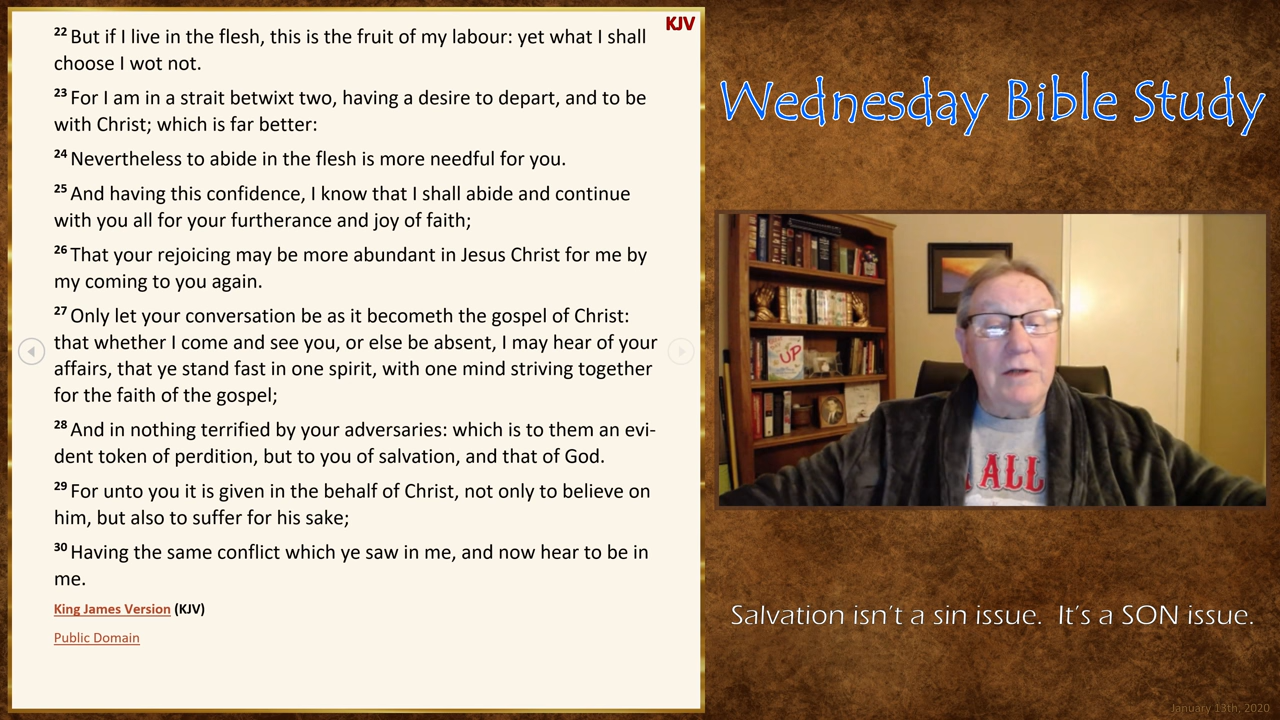 KJV
22 But if I live in the flesh, this is the fruit of my labour: yet what I shall
choose I wot not.
23 For I am in a strait betwixt two, having a desire to depart, and to be
with Christ; which is far better:
24 Nevertheless to abide in the flesh is more needful for you.
25 And having this confidence, I know that I shall abide and continue
with you all for your furtherance and joy of faith;
26 That your rejoicing may be more abundant in Jesus Christ for me by
my coming to you again.
27 Only let your conversation be as it becometh the gospel of Christ:
that whether I come and see you, or else be absent, I may hear of your
affairs, that ye stand fast in one spirit, with one mind striving together
for the faith of the gospel;
28 And in nothing terrified by your adversaries: which is to them an evi-
dent token of perdition, but to you of salvation, and that of God.
29 For unto you it is given in the behalf of Christ, not only to believe on
him, but also to suffer for his sake;
30 Having the same conflict which ye saw in me, and now hear to be in
me.
King James Version (KJV)
Public Domain
Wednesday Bible Study
UP
ALL
Salvation isn't a sin issue. It's a SON issue.
January 13th, 2020